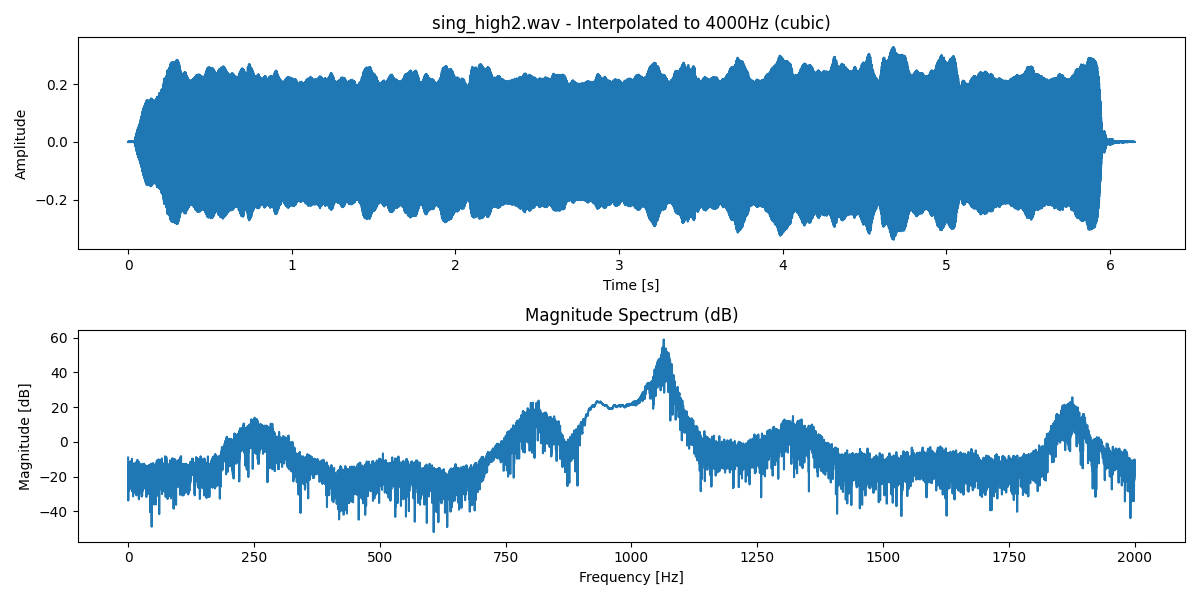 sing_high2.wav - Interpolated to 4000Hz (cubic)
Amplitude
0.2
0.0
−0.2
0 1 2 3 4 5 6
Time [s]
Magnitude Spectrum (dB)
Magnitude [dB]
60
40
20
0
−20
−40
0 250 500 750 1000 1250 1500 1750 2000
Frequency [Hz]